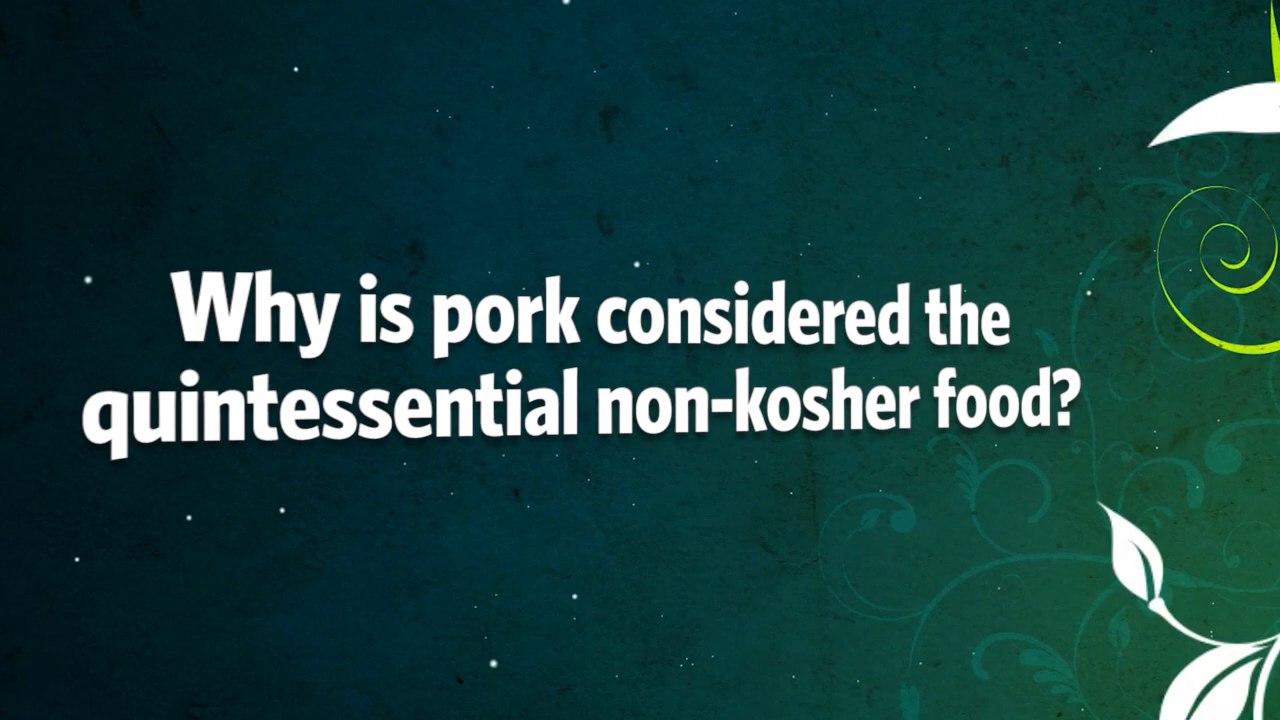 Why is pork considered the
quintessential non-kosher food?